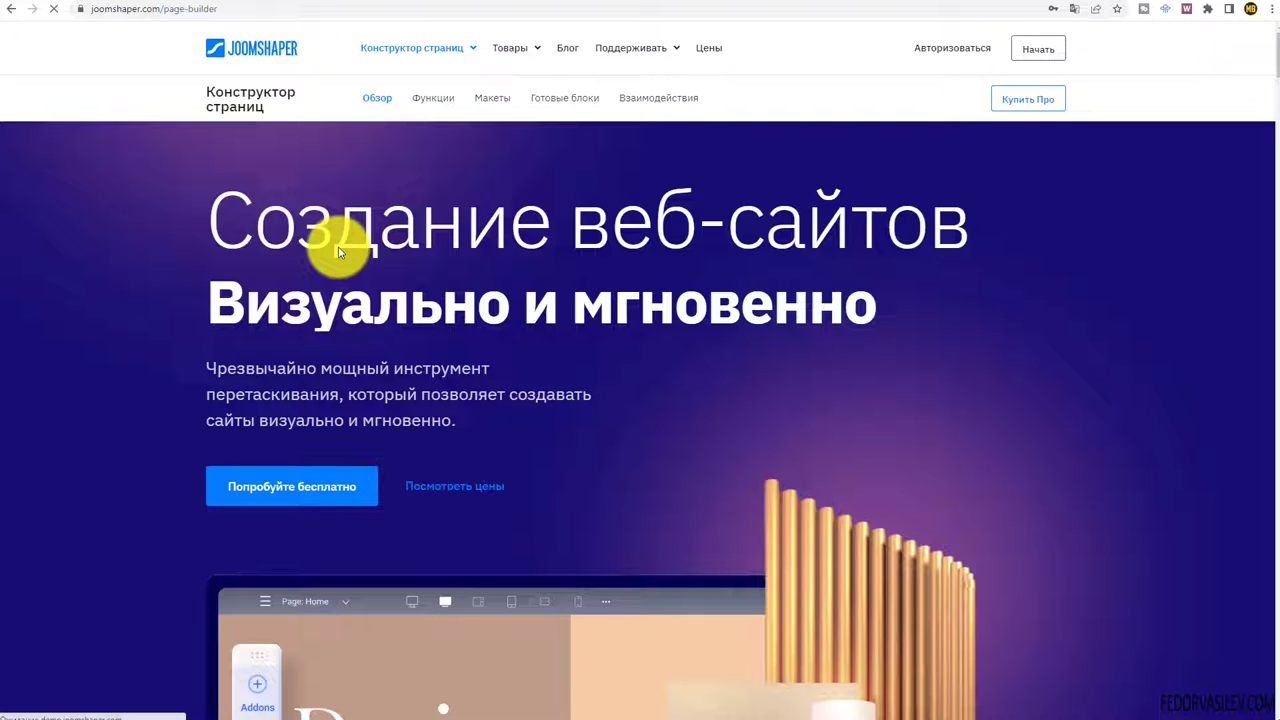 joomshaper.com/page-builder
JOOMSHAPER
Конструктор страниц
Товары
Блог
Поддерживать
Цены
Авторизоваться
Начать
Конструктор
страниц
Обзор
Функции
Макеты
Готовые блоки
Взаимодействия
Купить Про
Создание веб-сайтов
Визуально и мгновенно
Чрезвычайно мощный инструмент
перетаскивания, который позволяет создавать
сайты визуально и мгновенно.
Попробуйте бесплатно
Посмотреть цены
Page: Home
Addons
FEDORVASILEV.COM